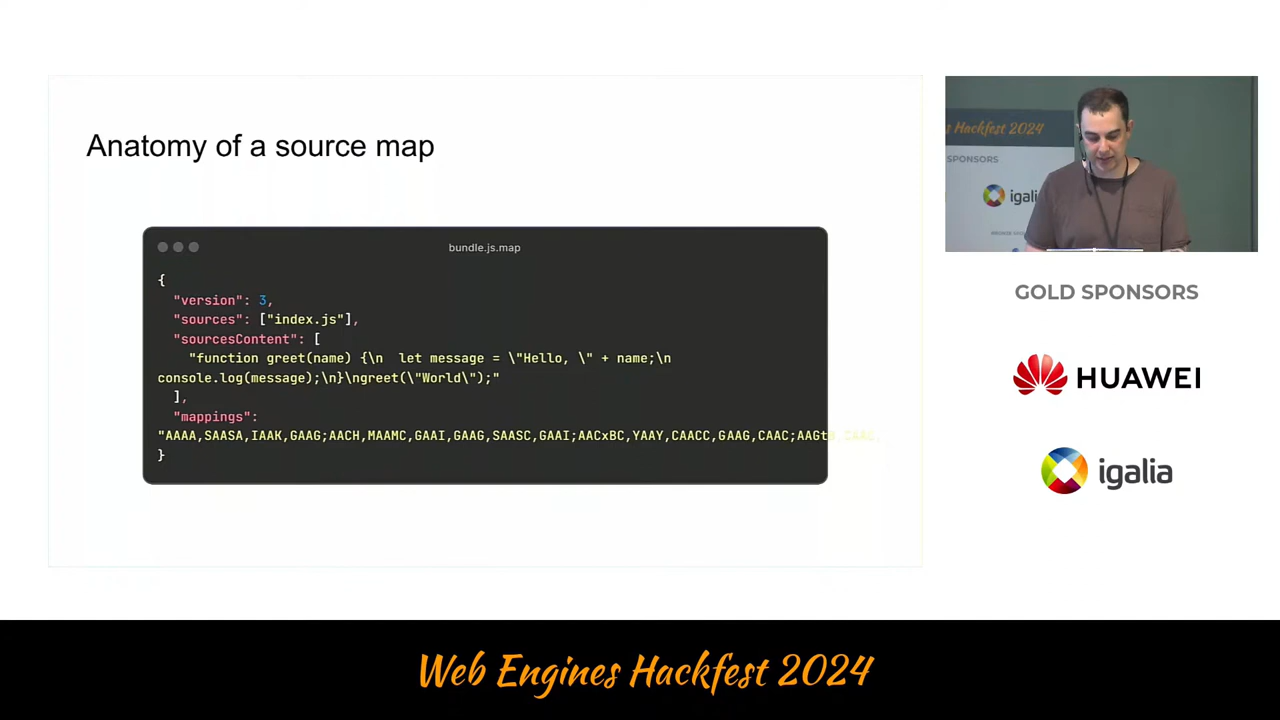 Anatomy of a source map
bundle.js.map
{
"version": 3,
"sources": ["index.js"],
"sourcesContent": [
"function greet(name) {\n  let message = \"Hello, \" + name;\n
console.log(message);\n}\ngreet(\"World\");"
],
"mappings":
"AAAA,SAASA,IAAK,GAAG;AACH,MAAMC,GAAI,GAAG,SAASC,GAAI;AACxBC,YAAY,CAACC,GAAG,CAAC;AAGtB
}
s Hackfest 2024
SPONSORS
igali
GOLD SPONSORS
HUAWEI
igalia
Web Engines Hackfest 2024